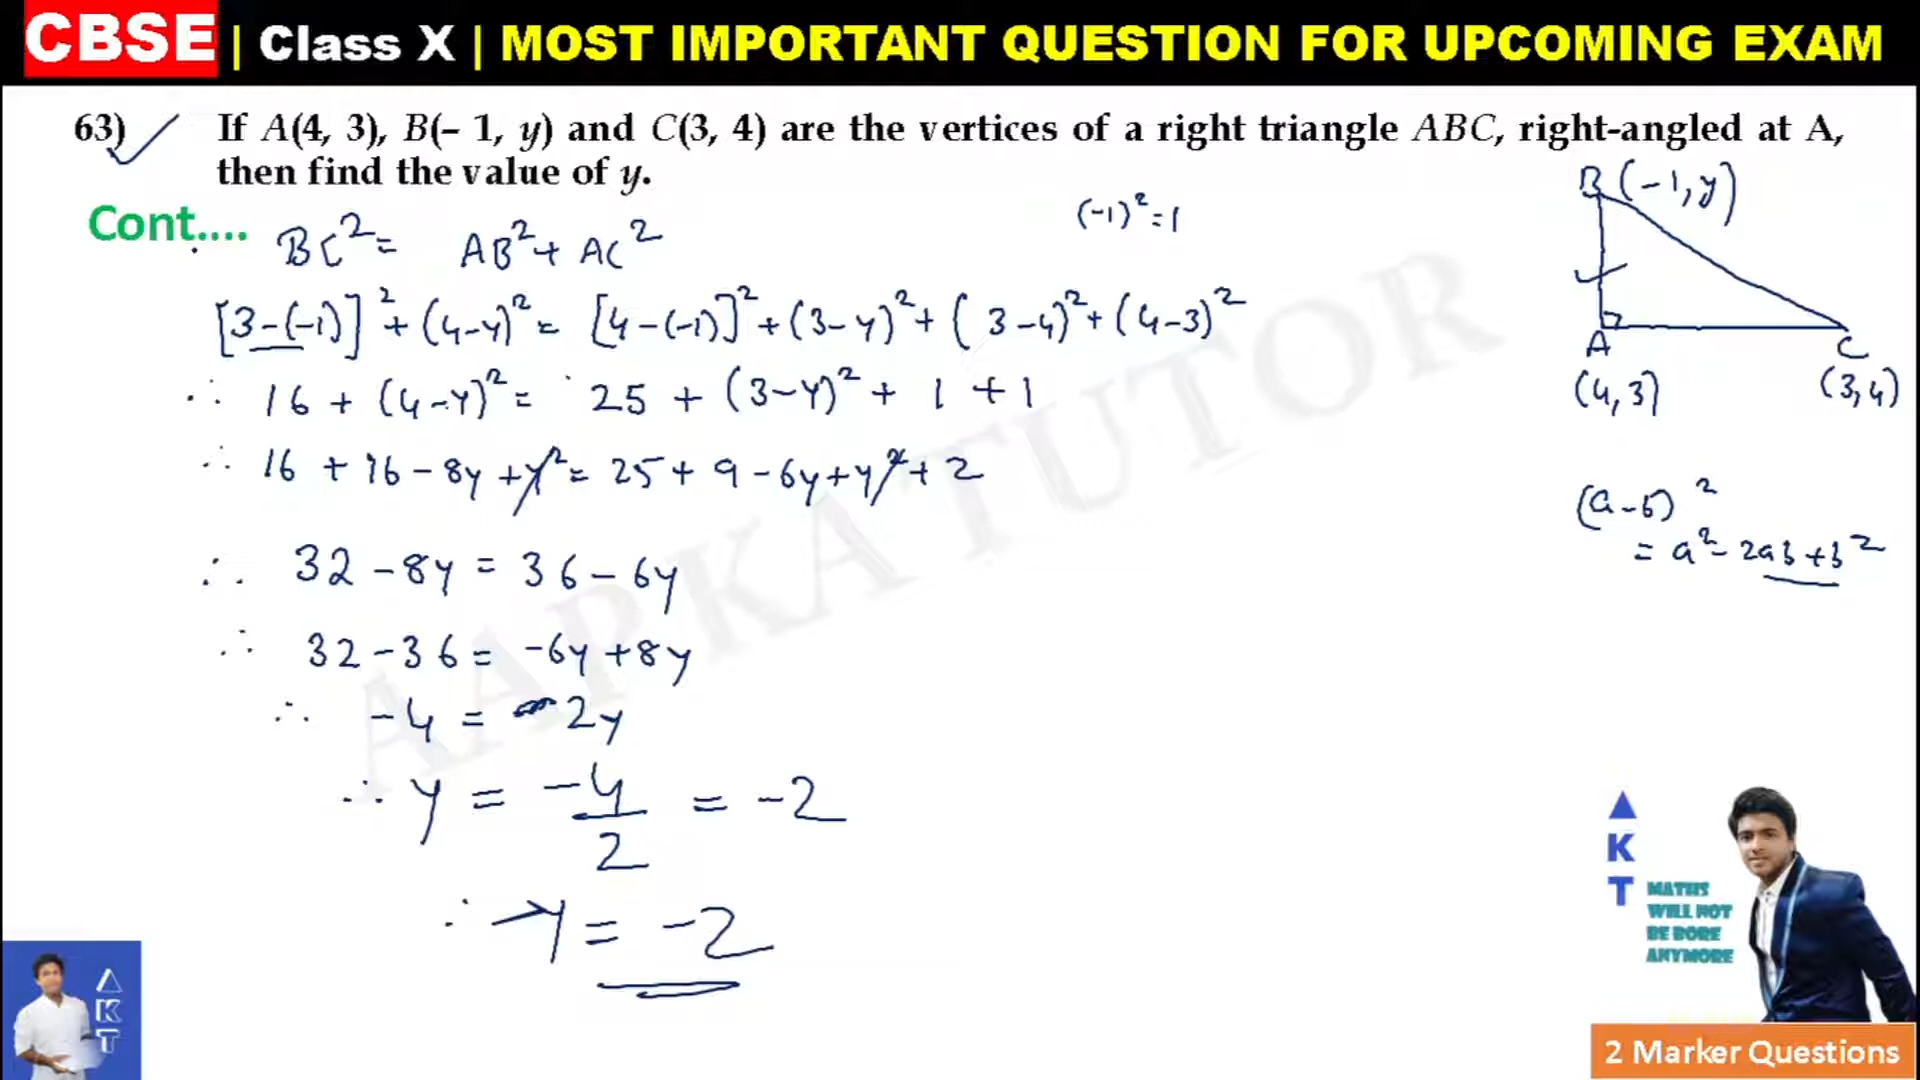 CBSE | Class X | MOST IMPORTANT QUESTION FOR UPCOMING EXAM
63) If A(4, 3), B(– 1, y) and C(3, 4) are the vertices of a right triangle ABC, right-angled at A,
then find the value of y.
Cont....
BC² = AB² + AC²
(-1)² = 1
[3-(-1)]² + (4-y)² = [4-(-1)]² + (3-y)² + (3-4)² + (4-3)²
∴ 16 + (4-y)² = 25 + (3-y)² + 1 + 1
∴ 16 + 16 - 8y + y² = 25 + 9 - 6y + y² + 2
∴ 32 - 8y = 36 - 6y
∴ 32 - 36 = -6y + 8y
∴ -4 = 2y
∴ y = -4/2 = -2
∴ y = -2
B (-1, y)
A
C
(4, 3)
(3, 4)
(a-b)²
= a² - 2ab + b²
AAPKA TUTOR
AKT
MATHS
WILL NOT
BE BORE
ANYMORE
AKT
2 Marker Questions